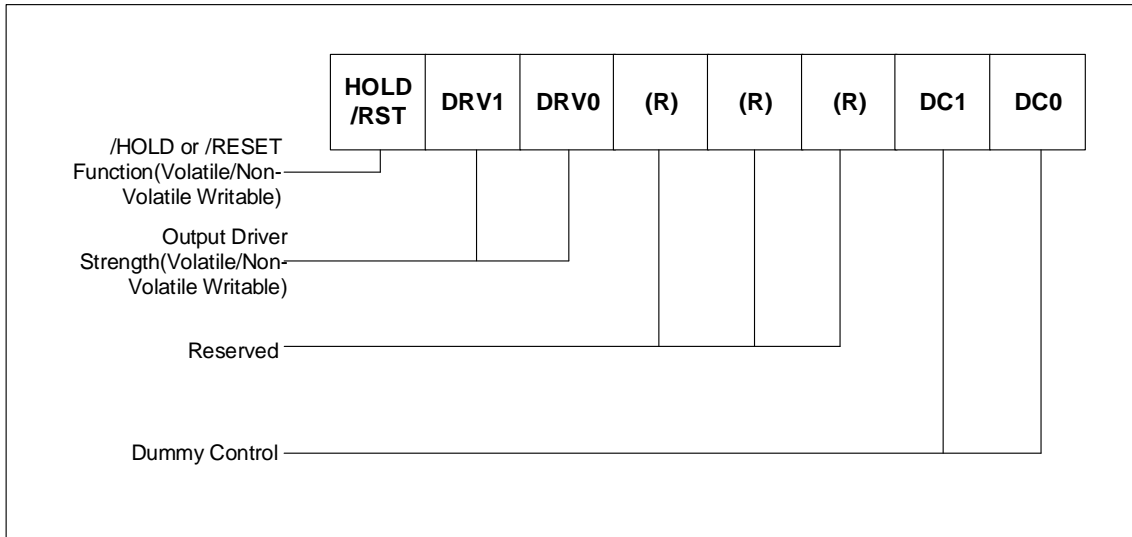 HOLD
/RST
DRV1
DRV0
(R)
(R)
(R)
DC1
DC0
/HOLD or /RESET
Function(Volatile/Non-
Volatile Writable)
Output Driver
Strength(Volatile/Non-
Volatile Writable)
Reserved
Dummy Control